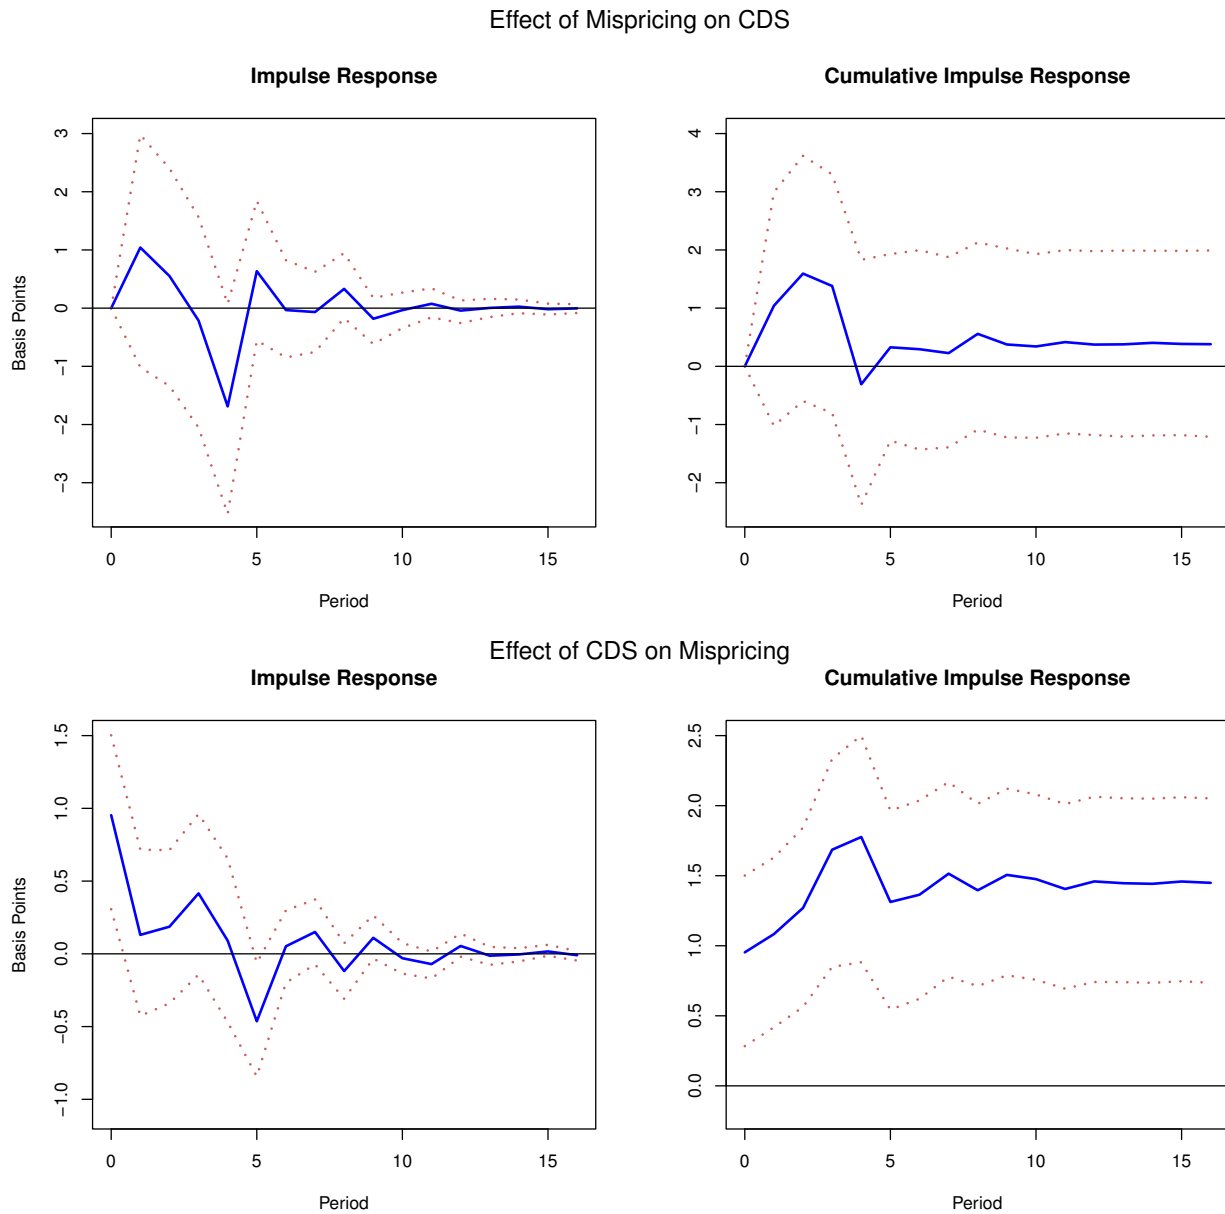 Effect of Mispricing on CDS
Impulse Response
Basis Points
3
2
1
0
−1
−2
−3
0 5 10 15
Period
Cumulative Impulse Response
4
3
2
1
0
−1
−2
0 5 10 15
Period
Effect of CDS on Mispricing
Impulse Response
Basis Points
1.5
1.0
0.5
0.0
−0.5
−1.0
0 5 10 15
Period
Cumulative Impulse Response
2.5
2.0
1.5
1.0
0.5
0.0
0 5 10 15
Period